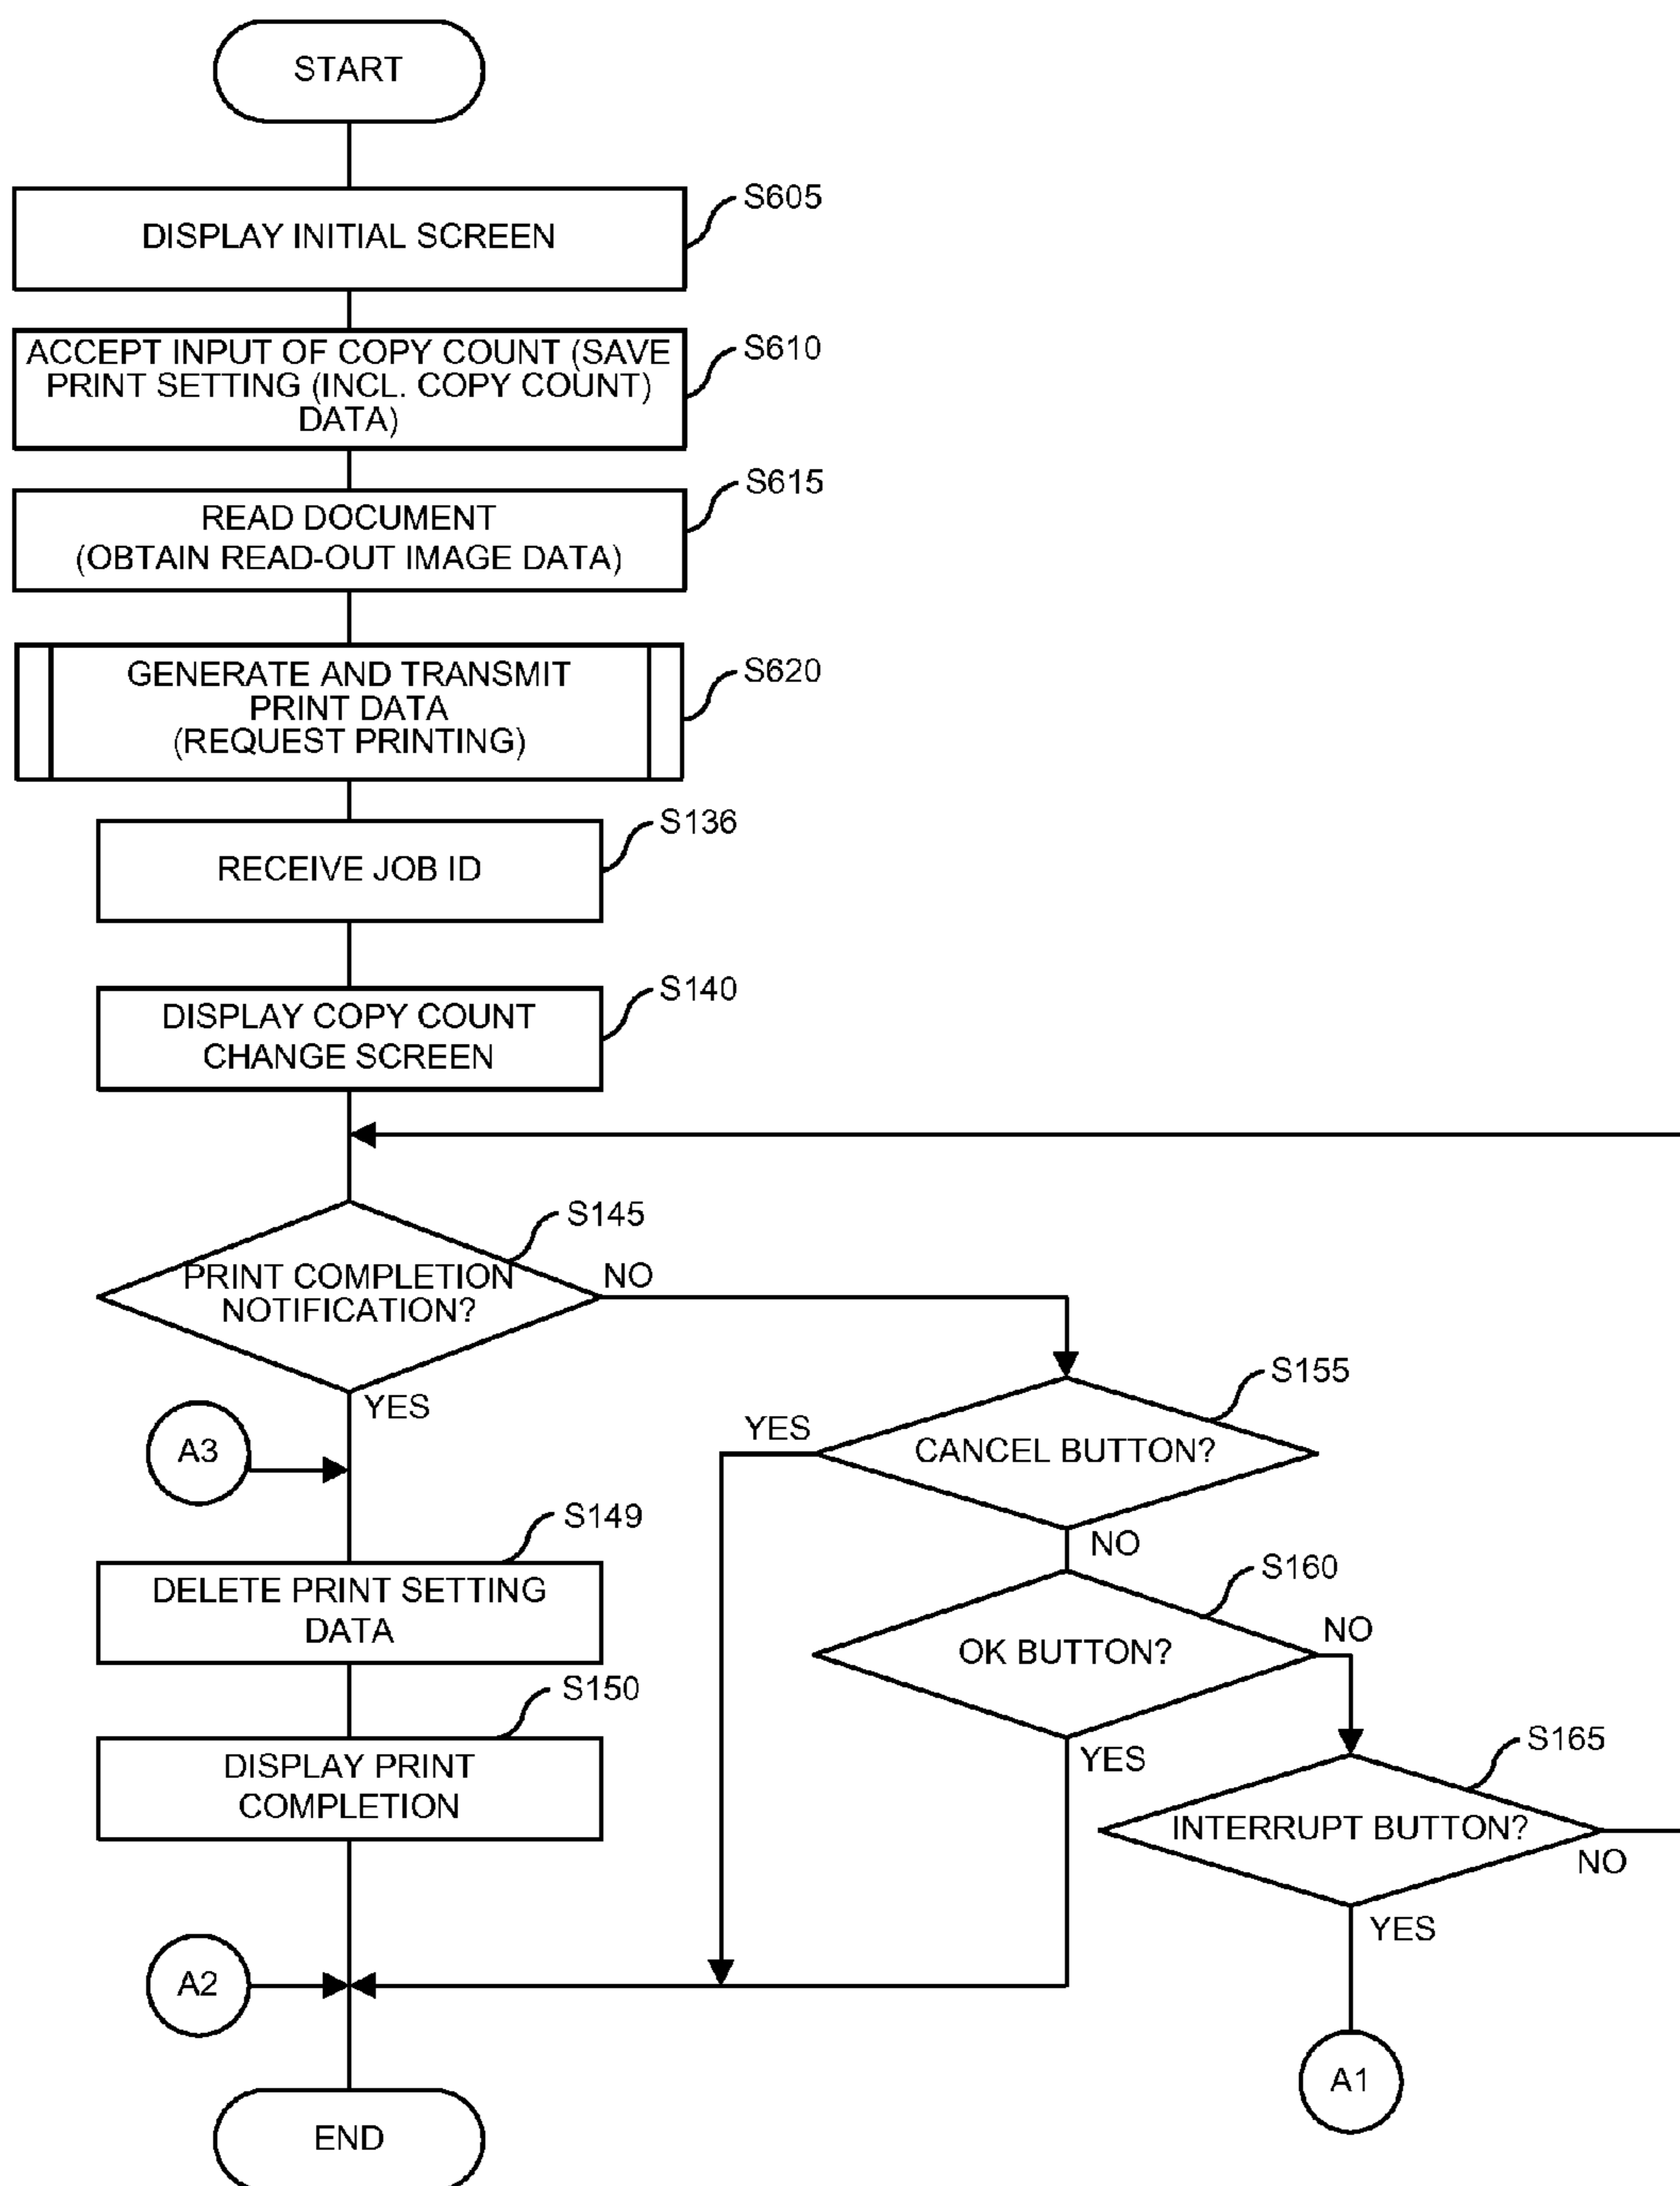 START
S605
DISPLAY INITIAL SCREEN
S610
ACCEPT INPUT OF COPY COUNT (SAVE
PRINT SETTING (INCL. COPY COUNT)
DATA)
S615
READ DOCUMENT
(OBTAIN READ-OUT IMAGE DATA)
S620
GENERATE AND TRANSMIT
PRINT DATA
(REQUEST PRINTING)
S136
RECEIVE JOB ID
S140
DISPLAY COPY COUNT
CHANGE SCREEN
S145
PRINT COMPLETION
NOTIFICATION?
NO
YES
S155
YES
CANCEL BUTTON?
NO
A3
S149
DELETE PRINT SETTING
DATA
S160
OK BUTTON?
NO
YES
S150
DISPLAY PRINT
COMPLETION
S165
INTERRUPT BUTTON?
NO
YES
A2
A1
END